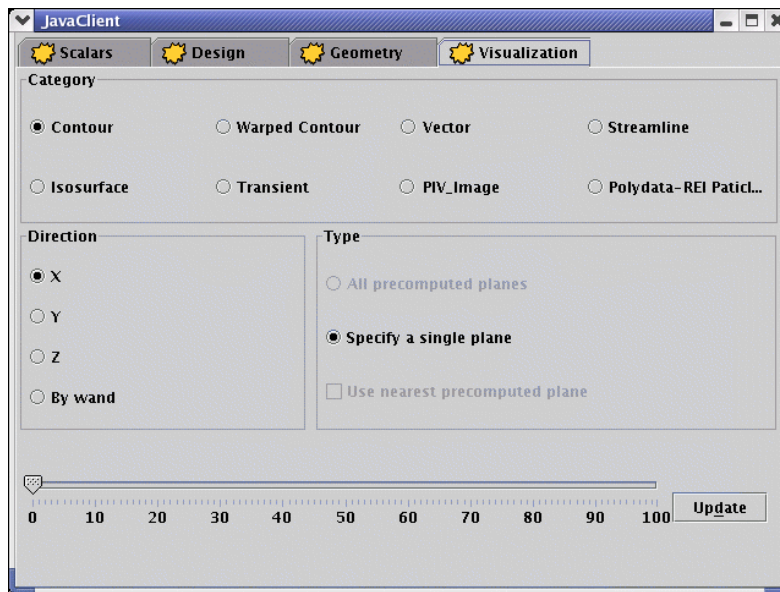 JavaClient
Scalars Design Geometry Visualization
Category
Contour Warped Contour Vector Streamline
Isosurface Transient PIV_Image Polydata-REI Paticl...
Direction
X
Y
Z
By wand
Type
All precomputed planes
Specify a single plane
Use nearest precomputed plane
0 10 20 30 40 50 60 70 80 90 100
Update